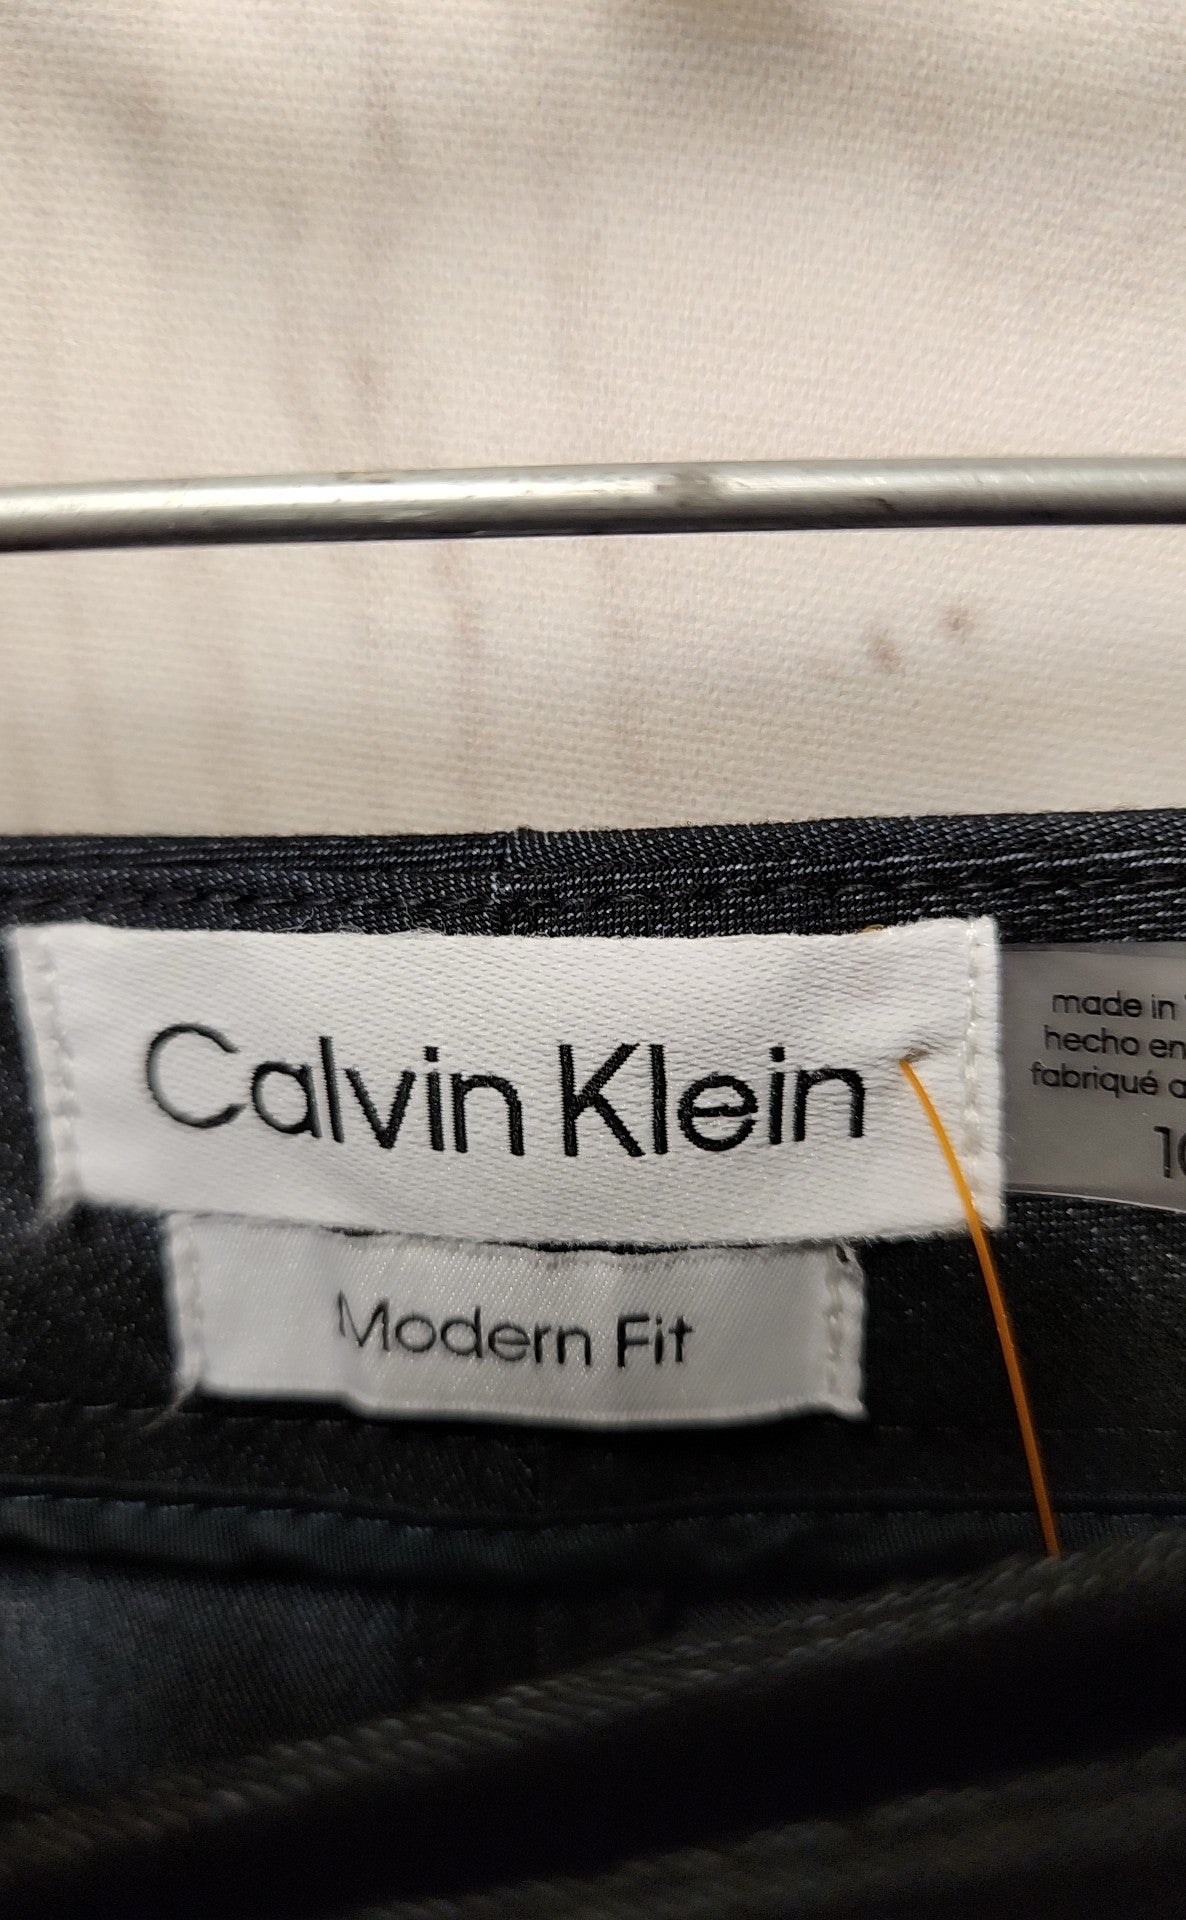 Calvin Klein
Modern Fit
made in
hecho en
fabriqué